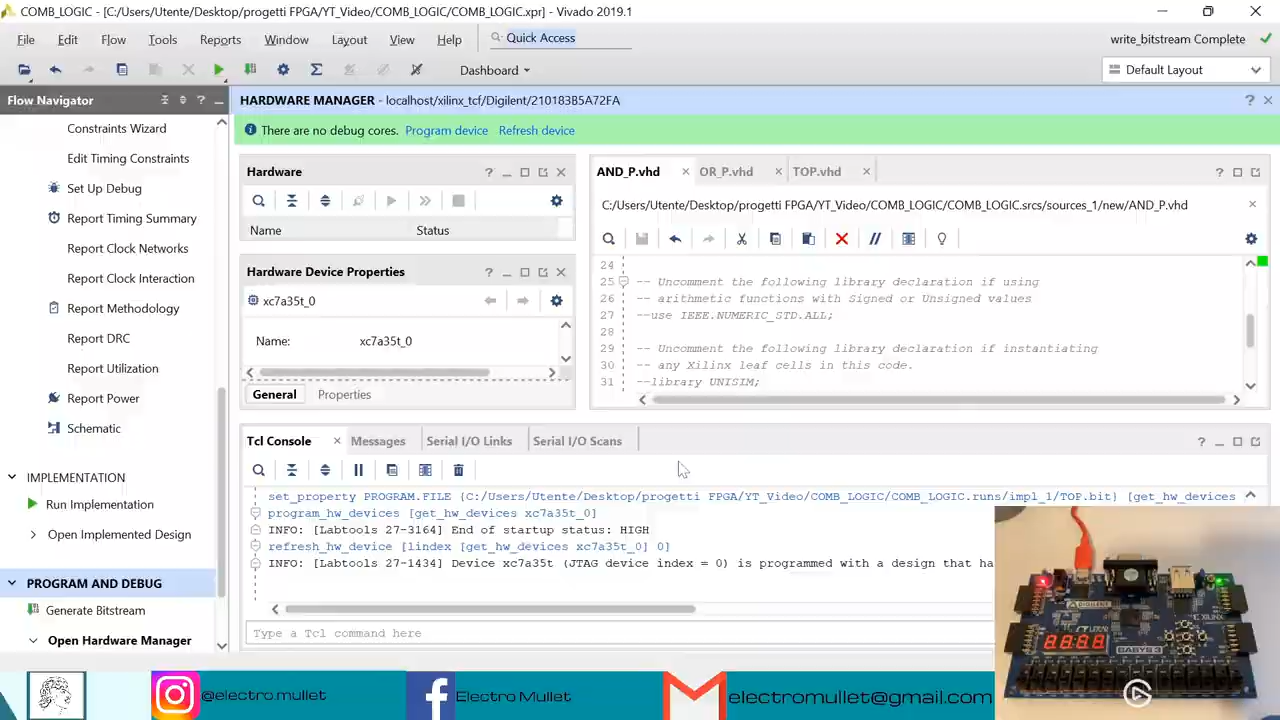 COMB_LOGIC - [C:/Users/Utente/Desktop/progetti FPGA/YT_Video/COMB_LOGIC/COMB_LOGIC.xpr] - Vivado 2019.1
File Edit Flow Tools Reports Window Layout View Help Quick Access write_bitstream Complete
Dashboard Default Layout
Flow Navigator
HARDWARE MANAGER - localhost/xilinx_tcf/Digilent/210183B5A72FA
There are no debug cores. Program device Refresh device
Constraints Wizard
Edit Timing Constraints
Set Up Debug
Report Timing Summary
Report Clock Networks
Report Clock Interaction
Report Methodology
Report DRC
Report Utilization
Report Power
Schematic
IMPLEMENTATION
Run Implementation
Open Implemented Design
PROGRAM AND DEBUG
Generate Bitstream
Open Hardware Manager
Hardware
Name Status
Hardware Device Properties
xc7a35t_0
Name: xc7a35t_0
General Properties
AND_P.vhd OR_P.vhd TOP.vhd
C:/Users/Utente/Desktop/progetti FPGA/YT_Video/COMB_LOGIC/COMB_LOGIC.srcs/sources_1/new/AND_P.vhd
24
25 -- Uncomment the following library declaration if using
26 -- arithmetic functions with Signed or Unsigned values
27 --use IEEE.NUMERIC_STD.ALL;
28
29 -- Uncomment the following library declaration if instantiating
30 -- any Xilinx leaf cells in this code.
31 --library UNISIM;
Tcl Console Messages Serial I/O Links Serial I/O Scans
set_property PROGRAM.FILE {C:/Users/Utente/Desktop/progetti FPGA/YT_Video/COMB_LOGIC/COMB_LOGIC.runs/impl_1/TOP.bit} [get_hw_devices
program_hw_devices [get_hw_devices xc7a35t_0]
INFO: [Labtools 27-3164] End of startup status: HIGH
refresh_hw_device [lindex [get_hw_devices xc7a35t_0] 0]
INFO: [Labtools 27-1434] Device xc7a35t (JTAG device index = 0) is programmed with a design that ha
Type a Tcl command here
DIGILENT
XILINX
BASYS 3
@electro.mullet
Electro Mullet
electromullet@gmail.com